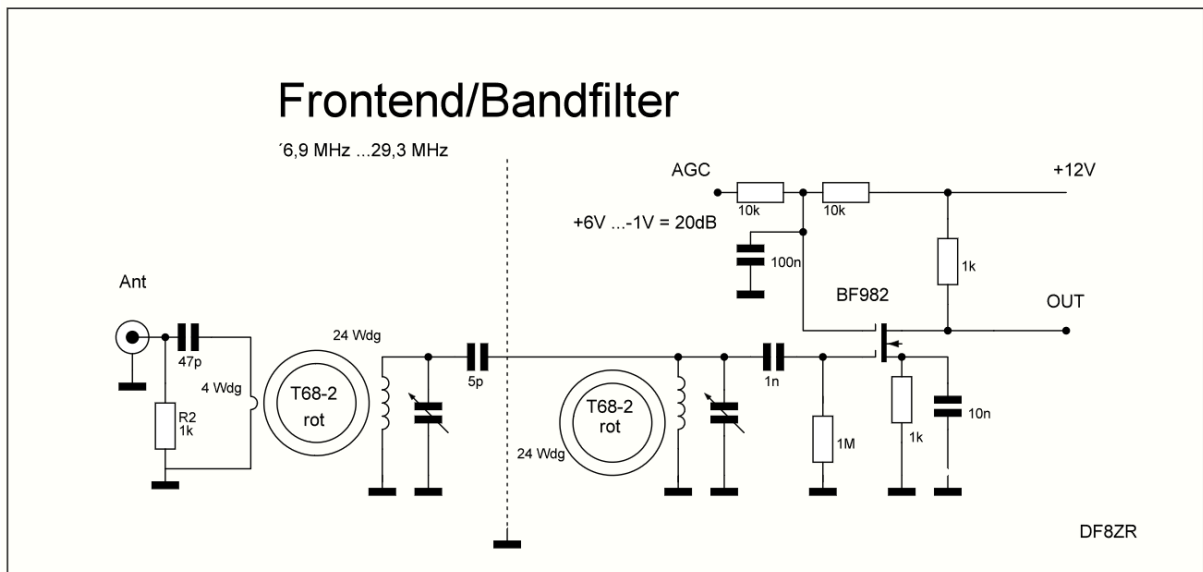 Frontend/Bandfilter
´6,9 MHz ...29,3 MHz
AGC
+12V
10k
10k
+6V ...-1V = 20dB
100n
1k
Ant
BF982
OUT
24 Wdg
47p
5p
1n
4 Wdg
T68-2
rot
T68-2
rot
R2
1k
24 Wdg
1M
1k
10n
DF8ZR